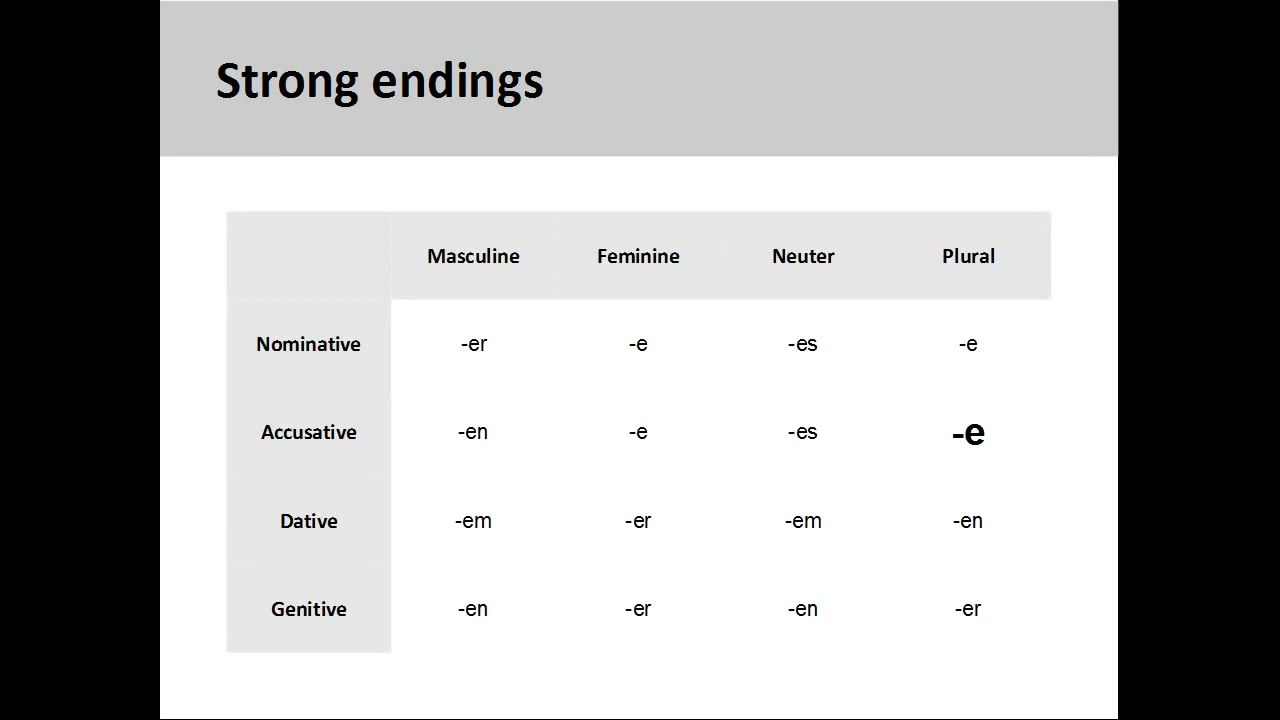 Strong endings
Masculine Feminine Neuter Plural
Nominative -er -e -es -e
Accusative -en -e -es -e
Dative -em -er -em -en
Genitive -en -er -en -er